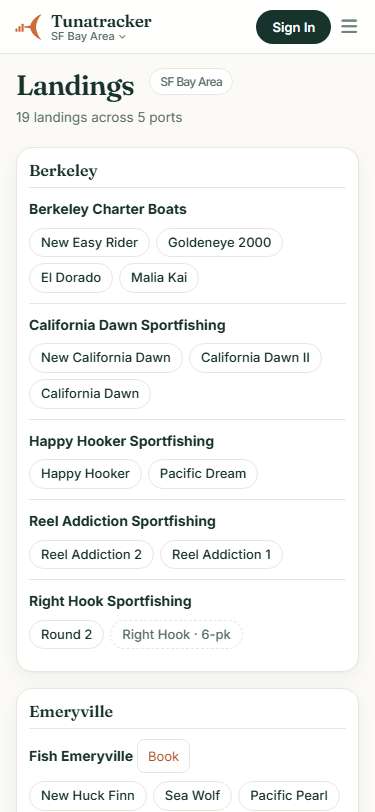 Tunatracker
SF Bay Area
Sign In
Landings
SF Bay Area
19 landings across 5 ports
Berkeley
Berkeley Charter Boats
New Easy Rider
Goldeneye 2000
El Dorado
Malia Kai
California Dawn Sportfishing
New California Dawn
California Dawn II
California Dawn
Happy Hooker Sportfishing
Happy Hooker
Pacific Dream
Reel Addiction Sportfishing
Reel Addiction 2
Reel Addiction 1
Right Hook Sportfishing
Round 2
Right Hook · 6-pk
Emeryville
Fish Emeryville
Book
New Huck Finn
Sea Wolf
Pacific Pearl